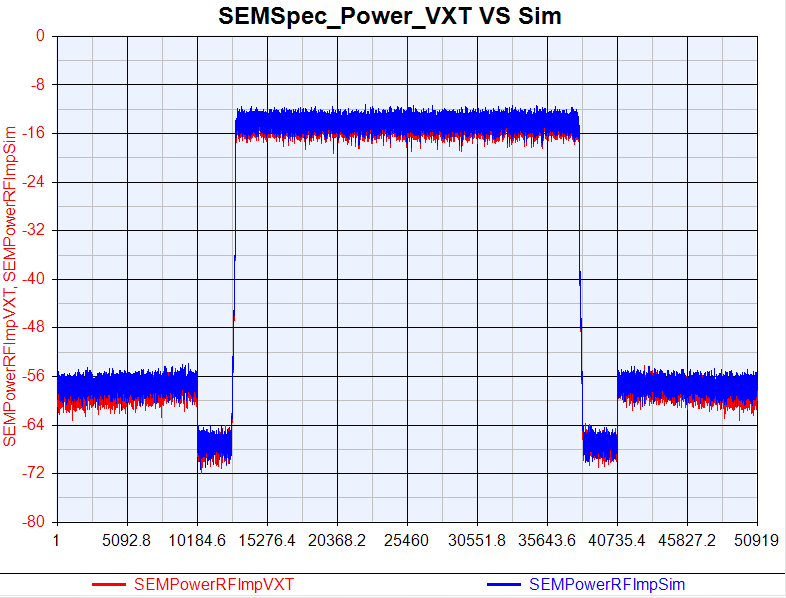 SEMSpec_Power_VXT VS Sim
0
-8
-16
-24
-32
-40
-48
-56
-64
-72
-80
SEMPowerRFImpVXT, SEMPowerRFImpSim
1 5092.8 10184.6 15276.4 20368.2 25460 30551.8 35643.6 40735.4 45827.2 50919
SEMPowerRFImpVXT SEMPowerRFImpSim